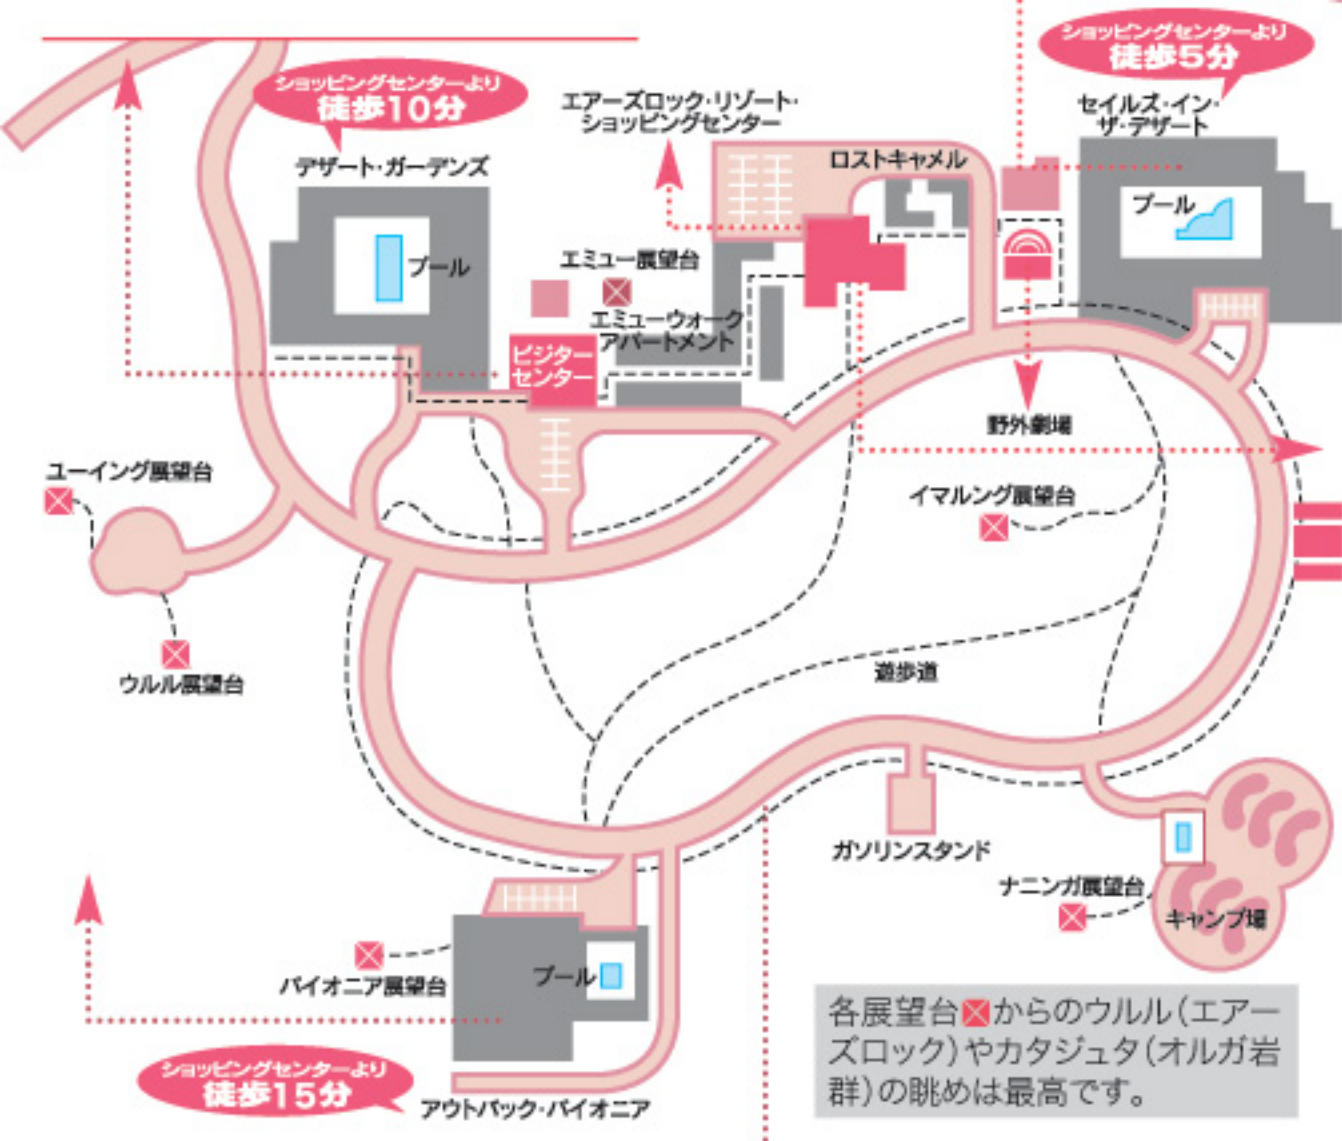 ショッピングセンターより
徒歩5分
セイルズ・イン・
ザ・デザート
プール
ショッピングセンターより
徒歩10分
デザート・ガーデンズ
プール
エアーズロック・リゾート・
ショッピングセンター
ロストキャメル
エミュー展望台
エミューウォーク
アパートメント
ビジター
センター
野外劇場
ユーイング展望台
イマルング展望台
ウルル展望台
遊歩道
ガソリンスタンド
ナニンガ展望台
キャンプ場
パイオニア展望台
プール
ショッピングセンターより
徒歩15分
アウトバック・パイオニア
各展望台からのウルル（エアー
ズロック）やカタジュタ（オルガ岩
群）の眺めは最高です。